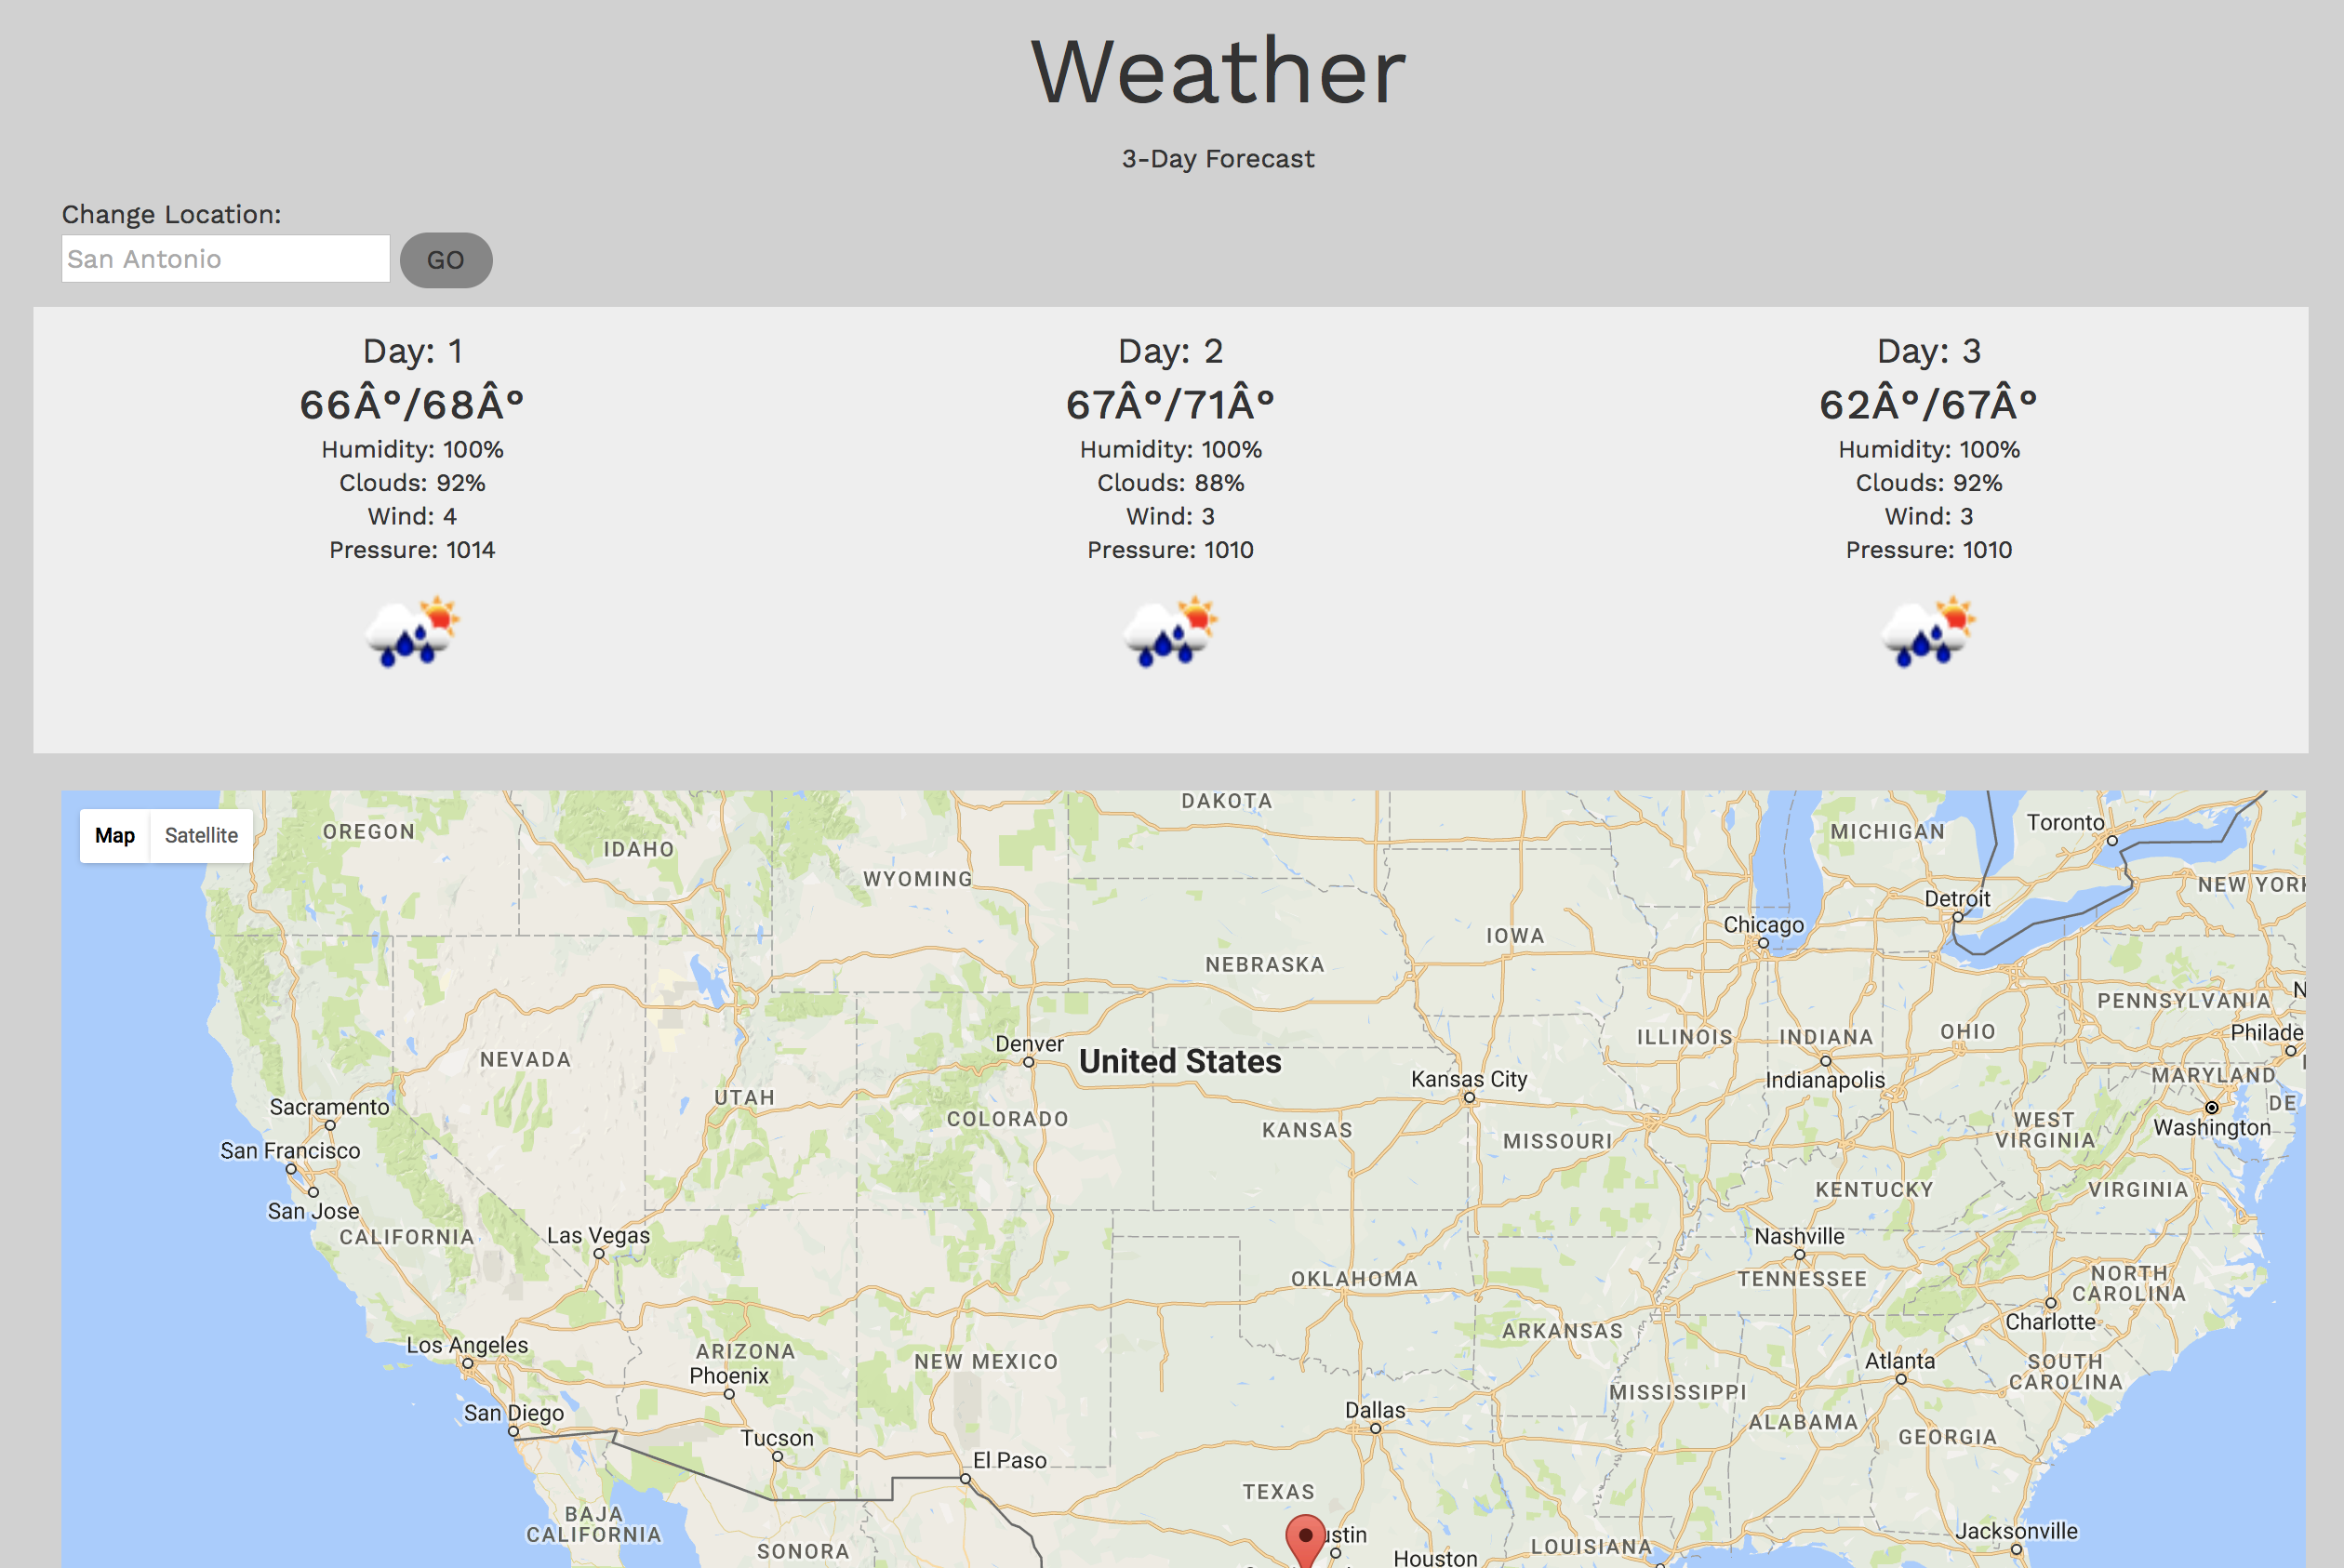 Weather
3-Day Forecast
Change Location:
San Antonio
GO
Day: 1
66Â°/68Â°
Humidity: 100%
Clouds: 92%
Wind: 4
Pressure: 1014
Day: 2
67Â°/71Â°
Humidity: 100%
Clouds: 88%
Wind: 3
Pressure: 1010
Day: 3
62Â°/67Â°
Humidity: 100%
Clouds: 92%
Wind: 3
Pressure: 1010
Map
Satellite
DAKOTA
OREGON
IDAHO
WYOMING
MICHIGAN
Toronto
NEW YORK
Detroit
Chicago
IOWA
NEBRASKA
PENNSYLVANIA
N
ILLINOIS
INDIANA
OHIO
Philade
NEVADA
Denver
United States
Kansas City
Indianapolis
MARYLAND
DE
UTAH
COLORADO
KANSAS
MISSOURI
WEST
VIRGINIA
Washington
Sacramento
San Francisco
San Jose
CALIFORNIA
Las Vegas
KENTUCKY
VIRGINIA
Nashville
TENNESSEE
OKLAHOMA
NORTH
CAROLINA
Charlotte
ARKANSAS
Los Angeles
ARIZONA
Phoenix
NEW MEXICO
Atlanta
SOUTH
CAROLINA
MISSISSIPPI
San Diego
Dallas
ALABAMA
GEORGIA
Tucson
El Paso
TEXAS
BAJA
CALIFORNIA
SONORA
ustin
Houston
LOUISIANA
Jacksonville